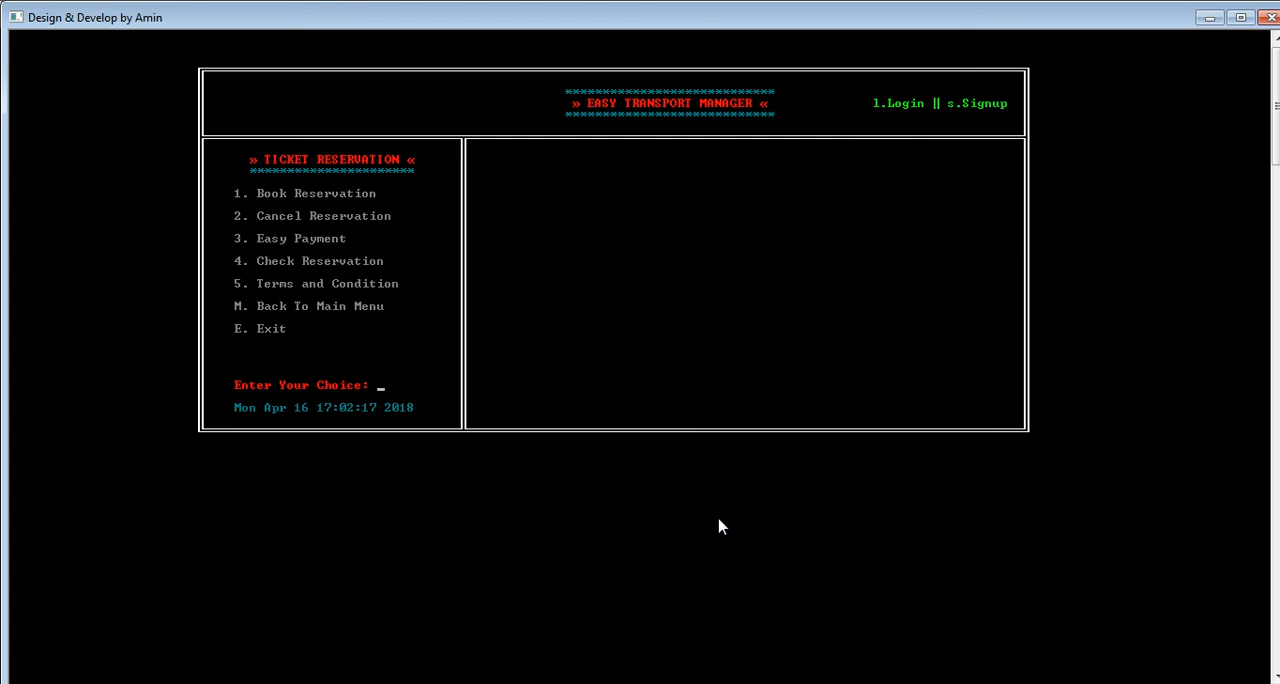 Design & Develop by Amin
****************************
» EASY TRANSPORT MANAGER «
****************************
l.Login || s.Signup
» TICKET RESERVATION «
**********************
1. Book Reservation
2. Cancel Reservation
3. Easy Payment
4. Check Reservation
5. Terms and Condition
M. Back To Main Menu
E. Exit
Enter Your Choice: _
Mon Apr 16 17:02:17 2018